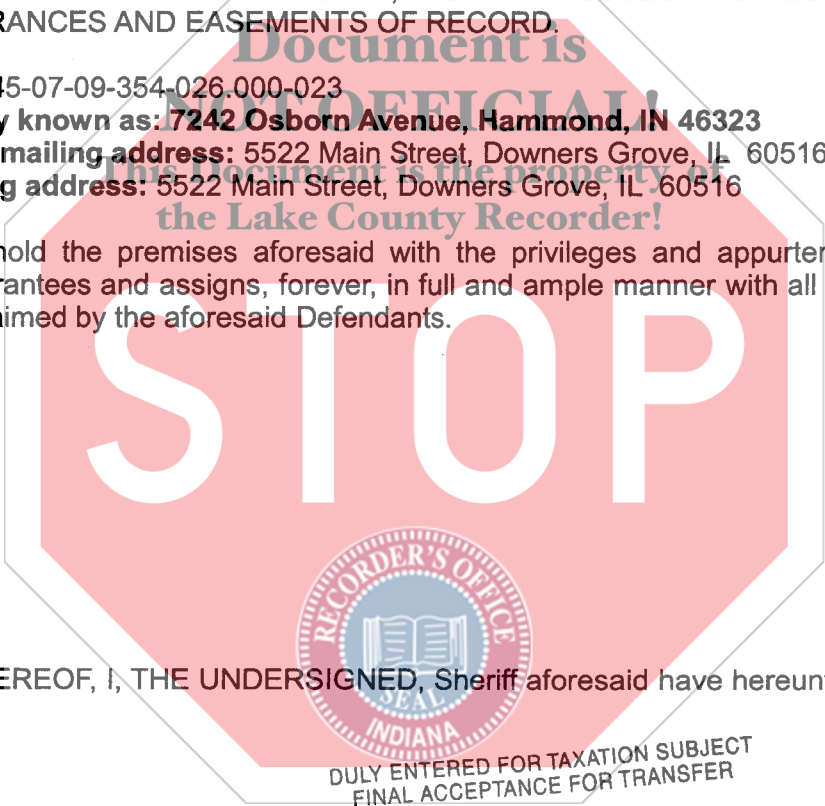 RANCES AND EASEMENTS OF RECORD.
Document is
45-07-09-354-026.000-023
NOT OFFICIAL!
y known as: 7242 Osborn Avenue, Hammond, IN 46323
mailing address: 5522 Main Street, Downers Grove, IL 60516
This Document is the property of
g address: 5522 Main Street, Downers Grove, IL 60516
the Lake County Recorder!
hold the premises aforesaid with the privileges and appurten
rantees and assigns, forever, in full and ample manner with all
imed by the aforesaid Defendants.
STOP
RECORDER'S OFFICE
EREOF, I, THE UNDERSIGNED, Sheriff aforesaid have hereunt
SEAL
INDIANA
DULY ENTERED FOR TAXATION SUBJECT
FINAL ACCEPTANCE FOR TRANSFER